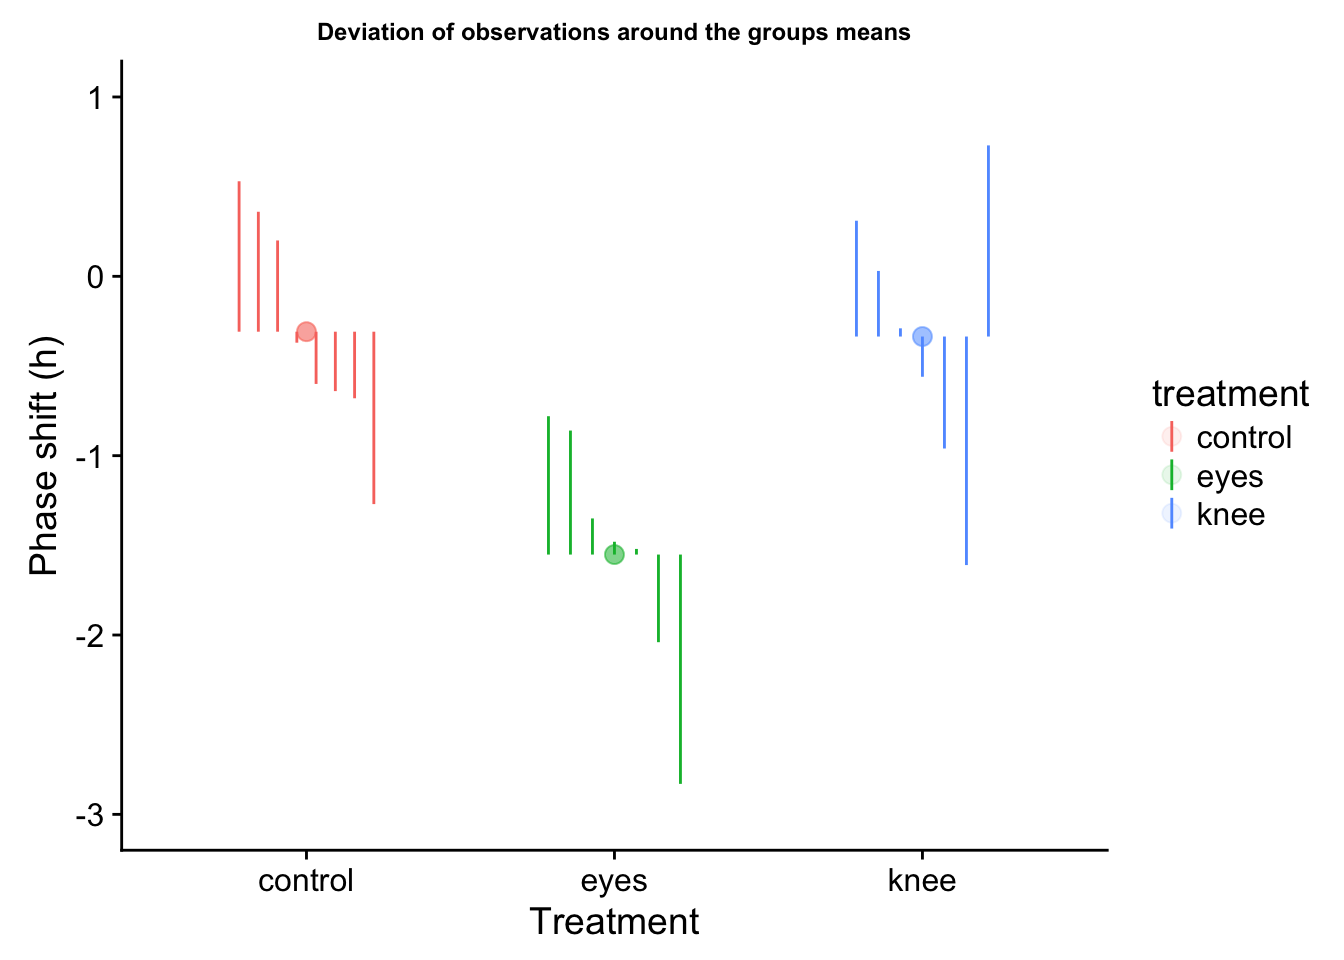 Deviation of observations around the groups means
Phase shift (h)
1
0
-1
-2
-3
control
eyes
knee
Treatment
treatment
control
eyes
knee